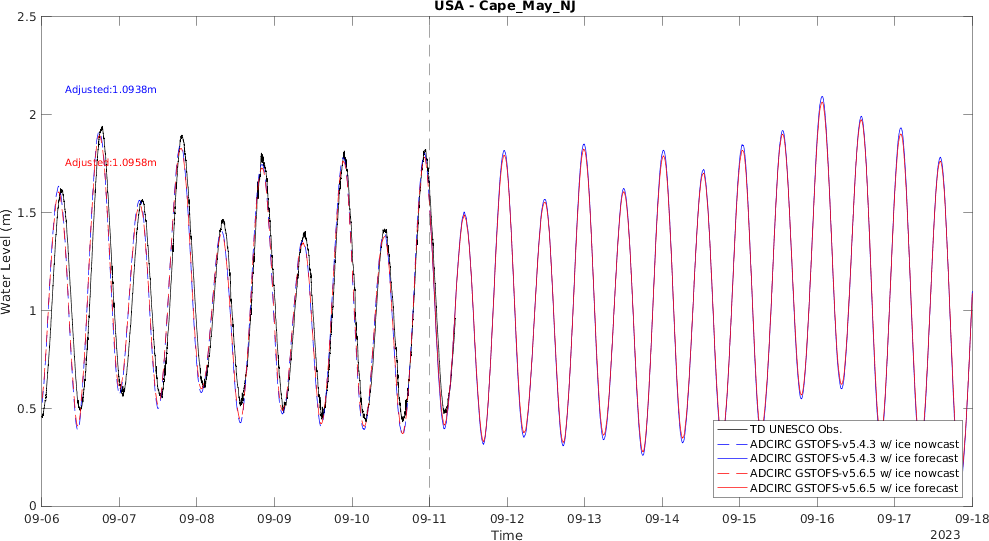 USA - Cape_May_NJ
2.5
Adjusted:1.0938m
2
Adjusted:1.0958m
1.5
Water Level (m)
1
0.5
TD UNESCO Obs.
ADCIRC GSTOFS-v5.4.3 w/ ice nowcast
ADCIRC GSTOFS-v5.4.3 w/ ice forecast
ADCIRC GSTOFS-v5.6.5 w/ ice nowcast
ADCIRC GSTOFS-v5.6.5 w/ ice forecast
0
09-06 09-07 09-08 09-09 09-10 09-11 09-12 09-13 09-14 09-15 09-16 09-17 09-18
Time
2023